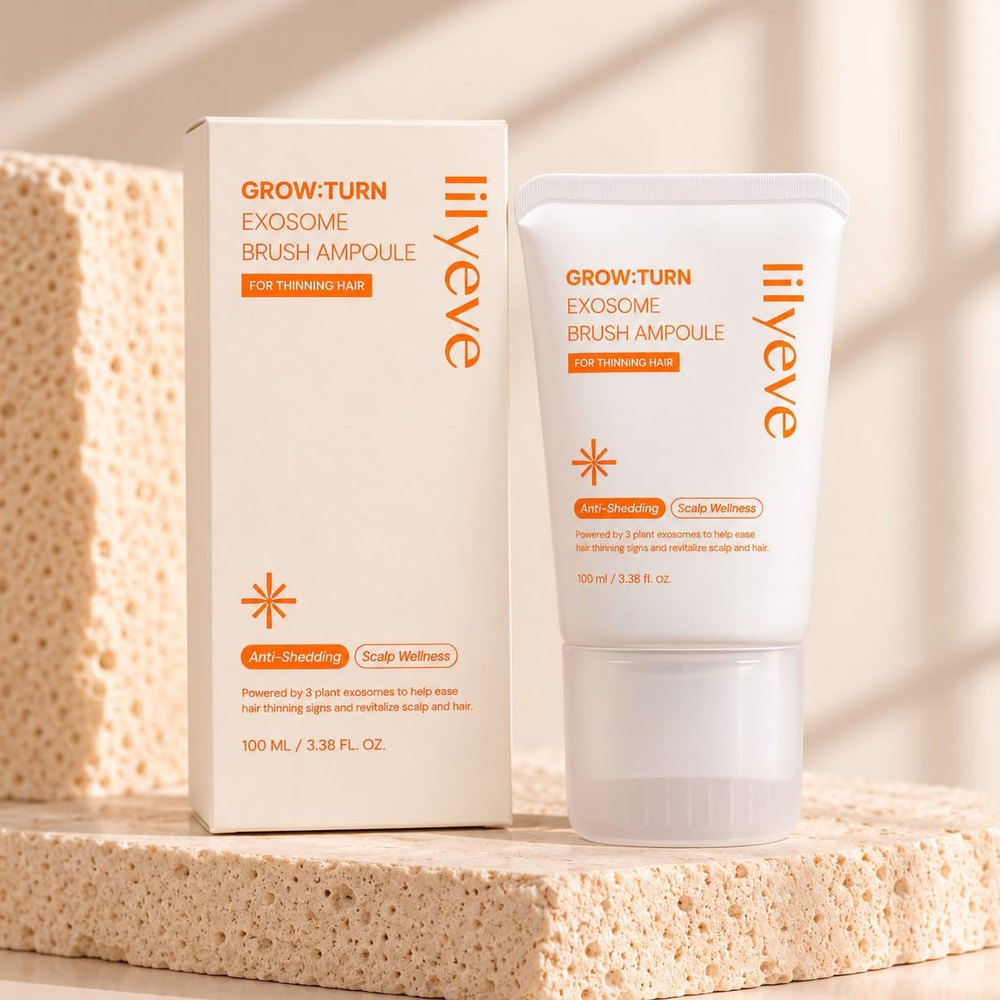 GROW:TURN
EXOSOME
BRUSH AMPOULE
FOR THINNING HAIR
lilyeve
Anti-Shedding
Scalp Wellness
Powered by 3 plant exosomes to help ease
hair thinning signs and revitalize scalp and hair.
100 ML / 3.38 FL. OZ.
GROW:TURN
EXOSOME
BRUSH AMPOULE
FOR THINNING HAIR
lilyeve
Anti-Shedding
Scalp Wellness
Powered by 3 plant exosomes to help ease
hair thinning signs and revitalize scalp and hair.
100 ml / 3.38 fl. oz.